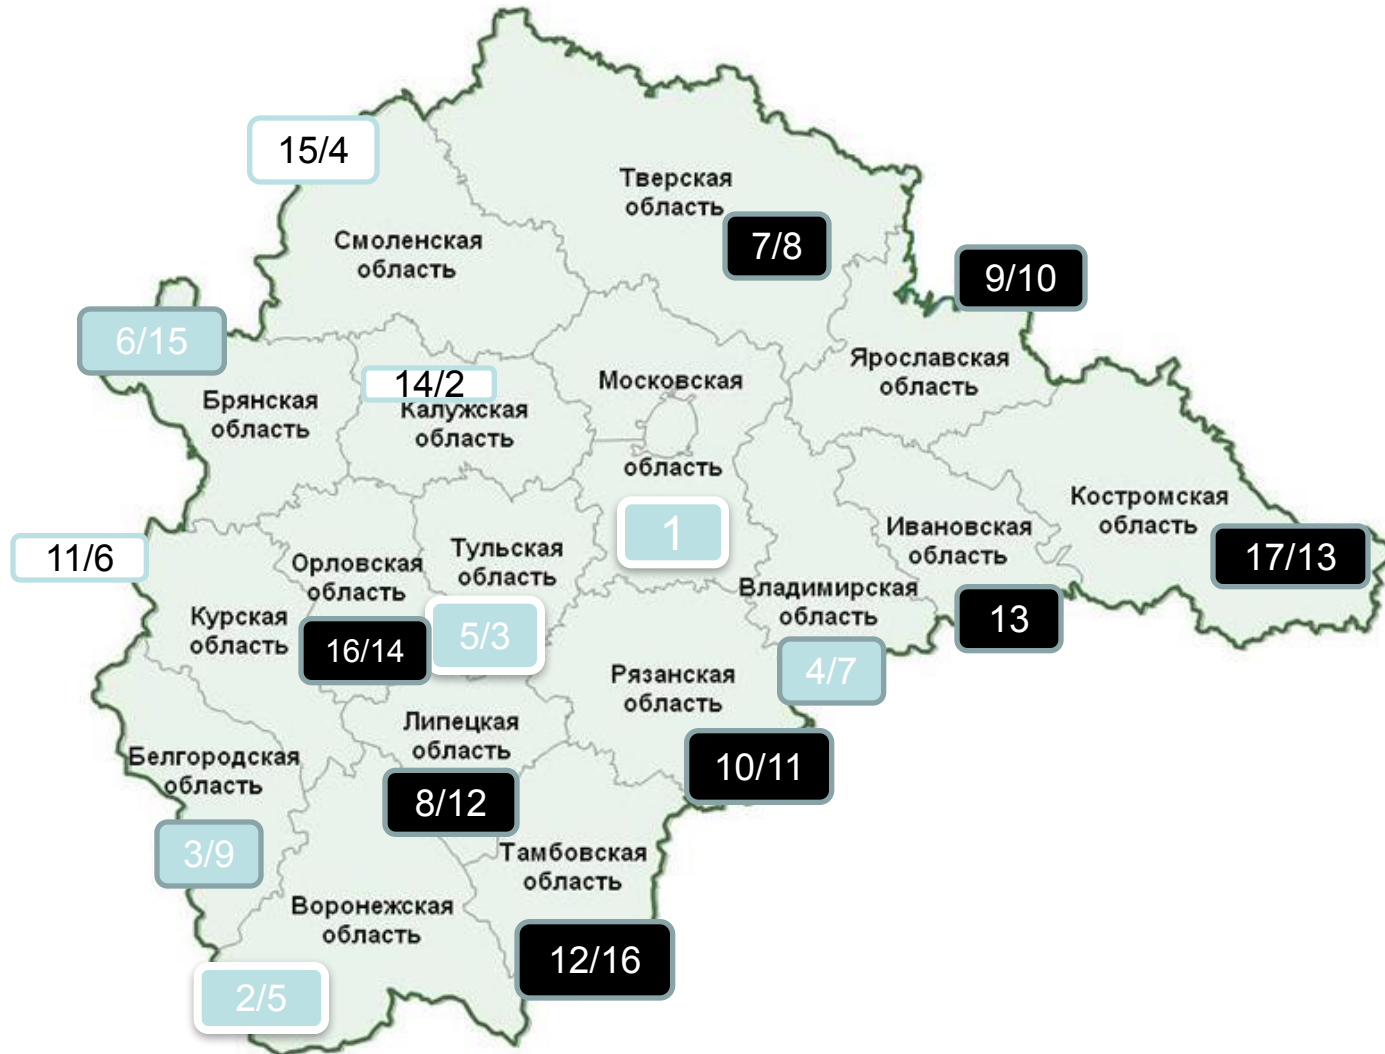 15/4
Тверская
область
7/8
Смоленская
область
9/10
6/15
14/2
Калужская
область
Московская
область
1
Ярославская
область
Брянская
область
Костромская
область
17/13
Ивановская
область
13
11/6
Орловская
область
16/14
Тульская
область
5/3
Владимирская
область
4/7
Курская
область
Рязанская
область
10/11
Липецкая
область
8/12
Белгородская
область
3/9
Тамбовская
область
12/16
Воронежская
область
2/5